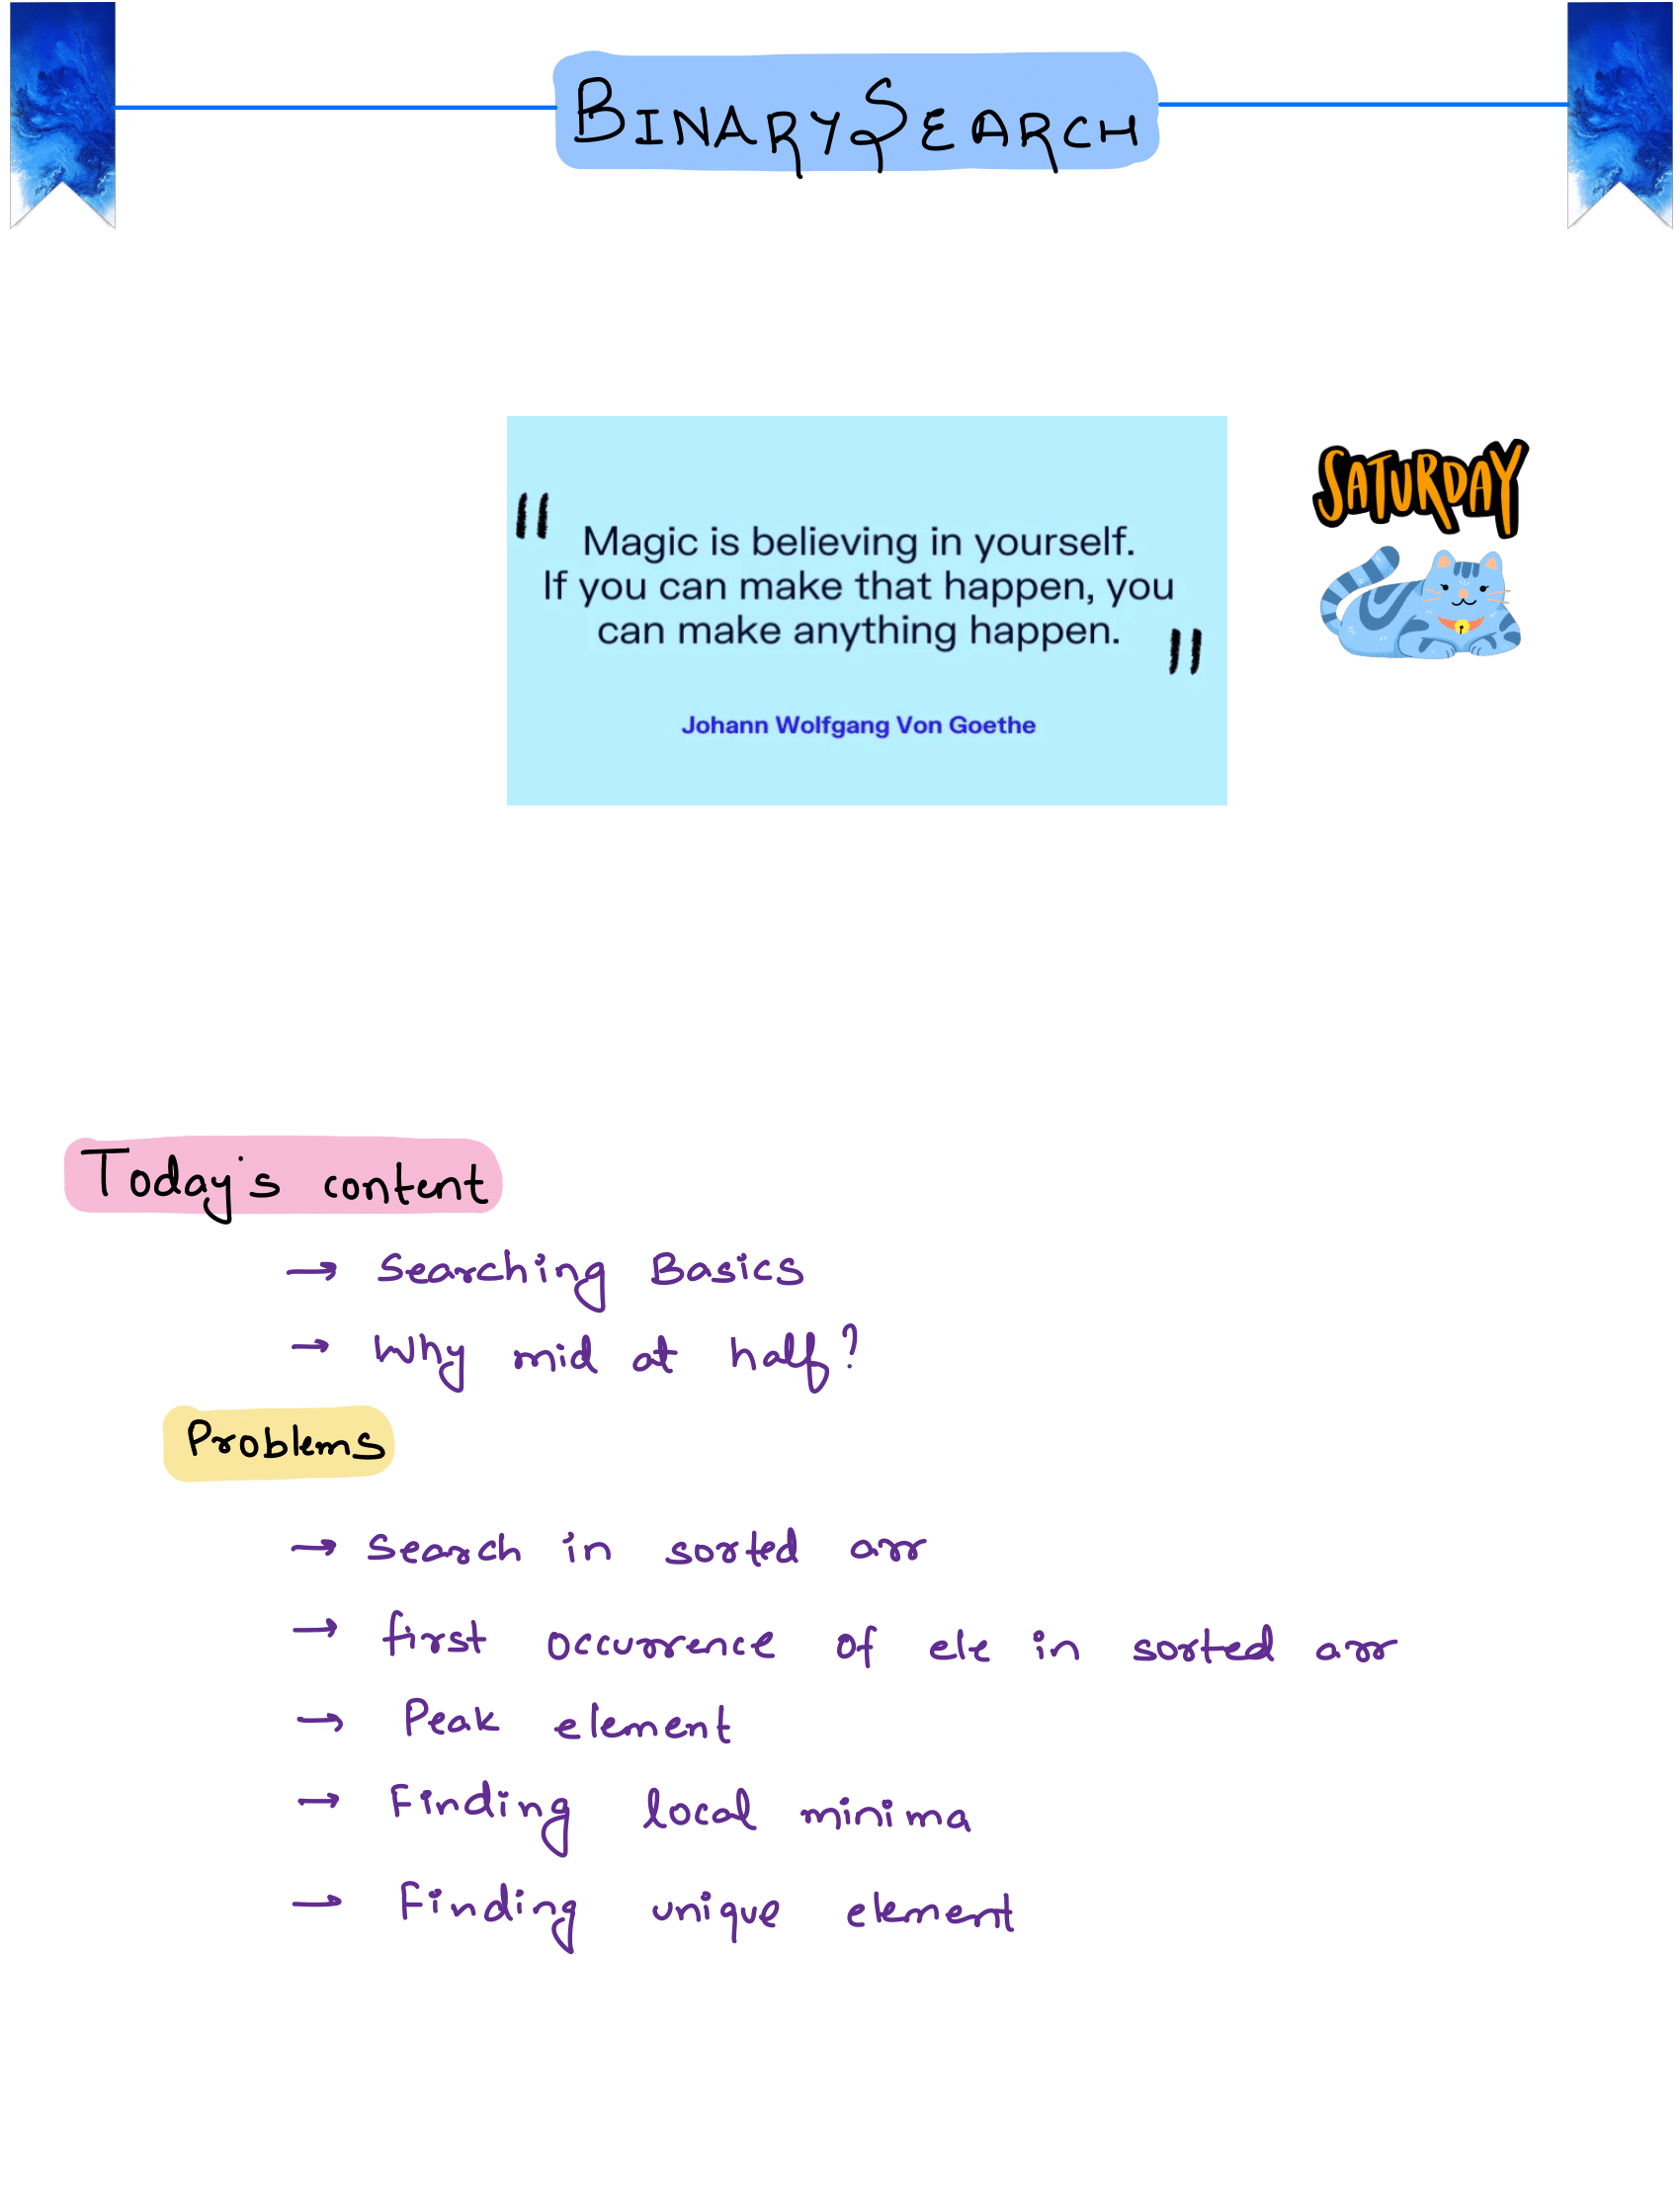 BINARY SEARCH
" Magic is believing in yourself.
If you can make that happen, you
can make anything happen. "
Johann Wolfgang Von Goethe
SATURDAY
Today's content
→ Searching Basics
→ Why mid at half?
Problems
→ Search in sorted arr
→ first occurrence of ele in sorted arr
→ Peak element
→ Finding local minima
→ Finding unique element